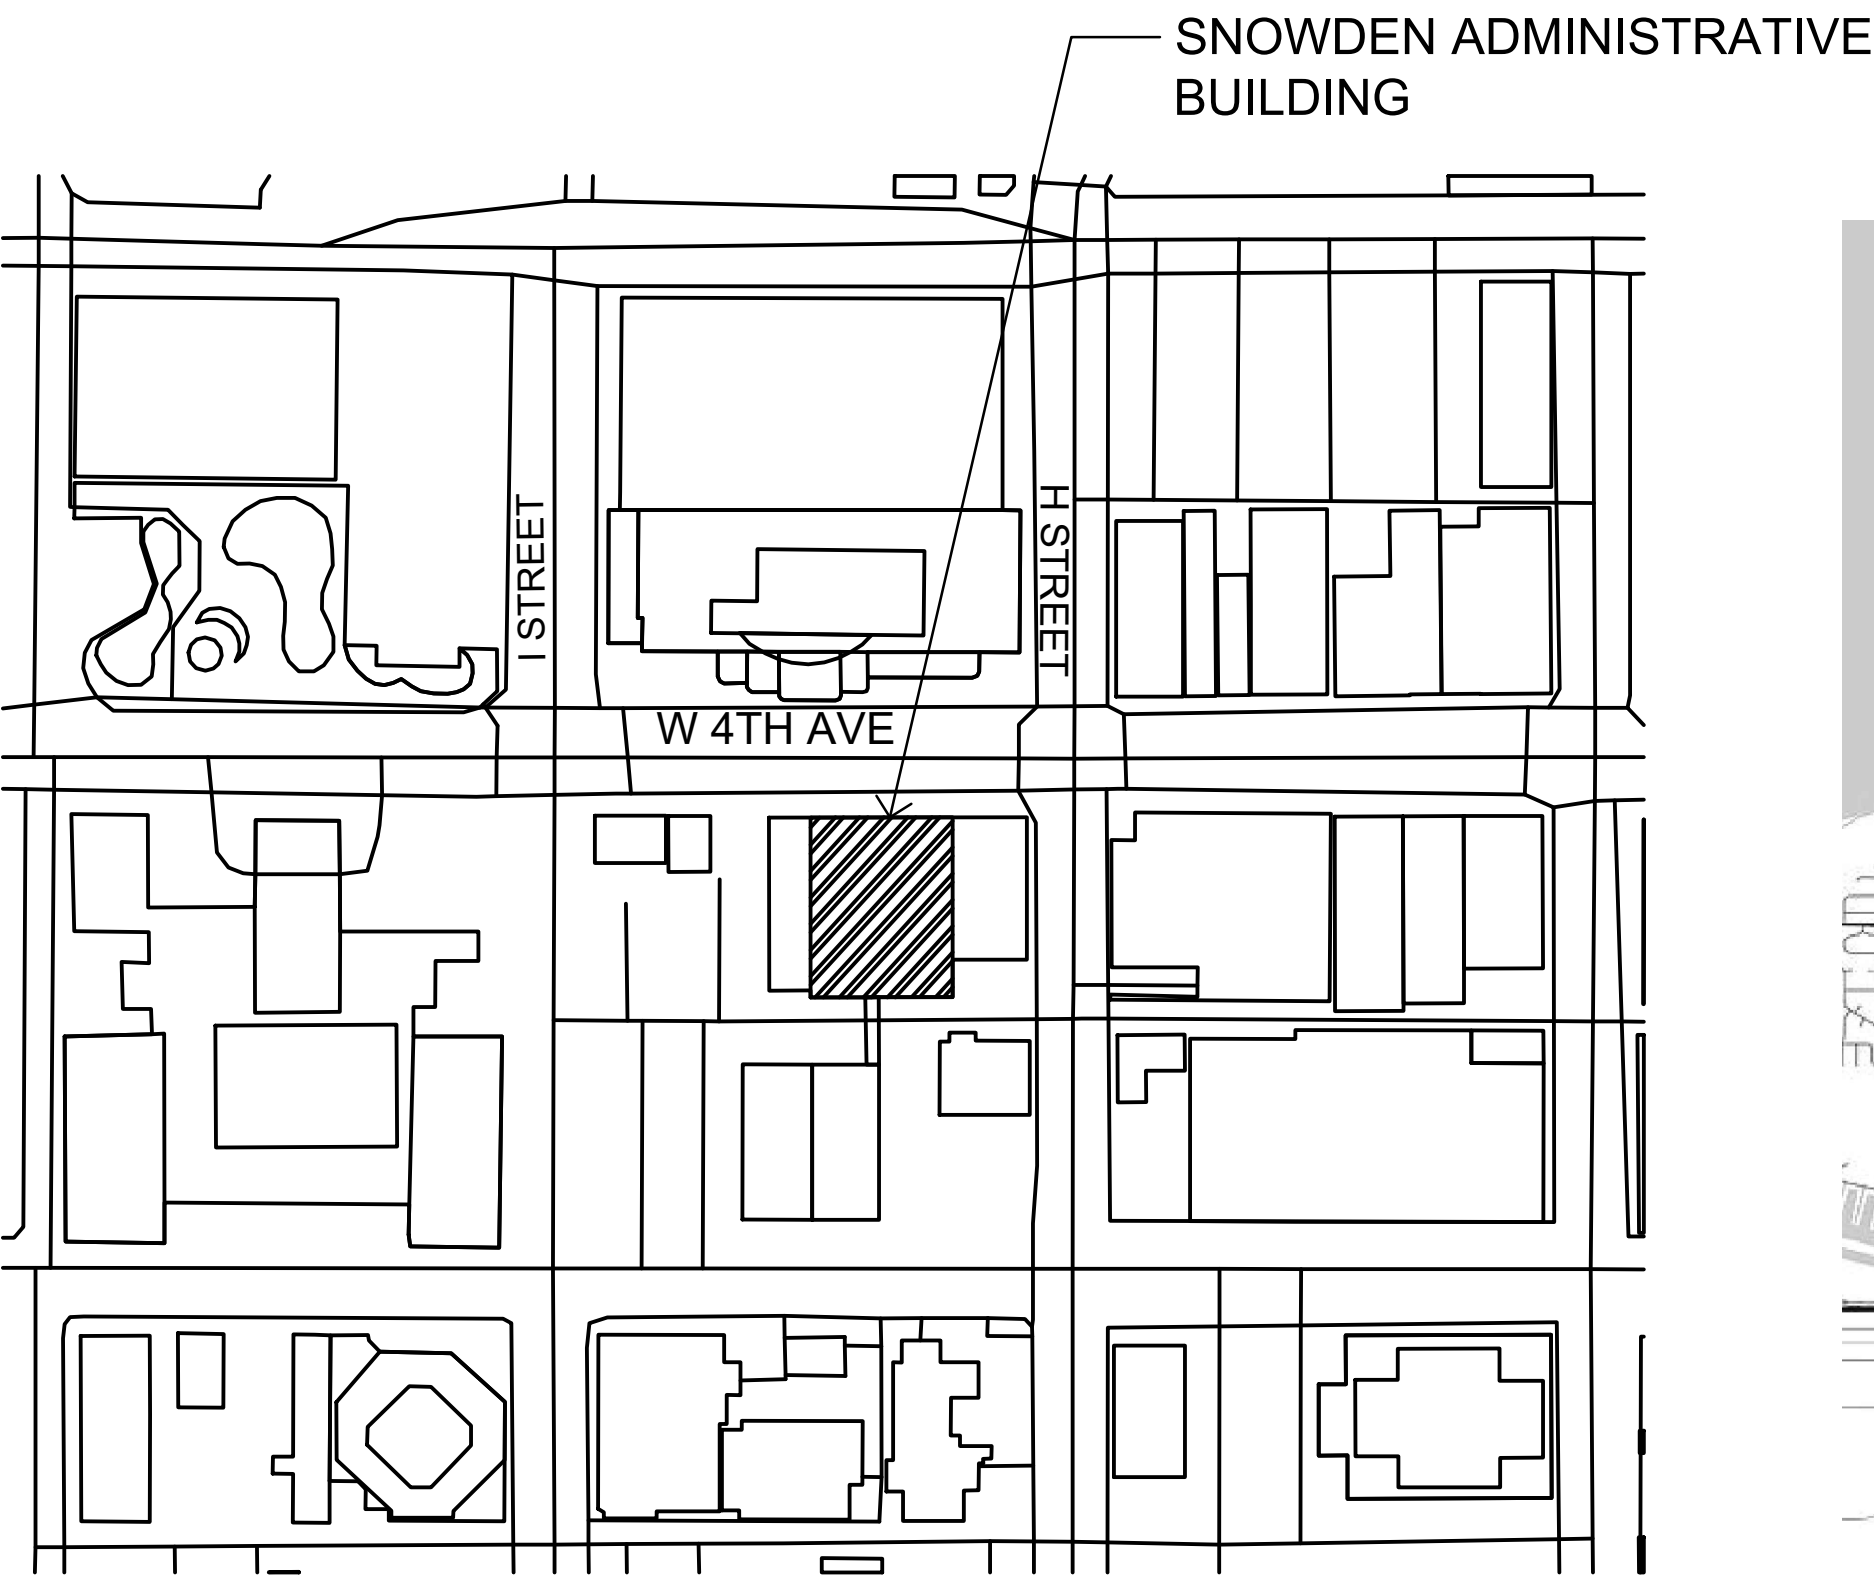 SNOWDEN ADMINISTRATIVE
BUILDING
I STREET
H STREET
W 4TH AVE